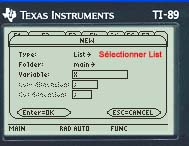 TEXAS INSTRUMENTS TI-89
NEW
Type: List→ Sélectionner List
Folder: main→
Variable: X
Enter=OK ESC=CANCEL
MAIN RAD AUTO FUNC